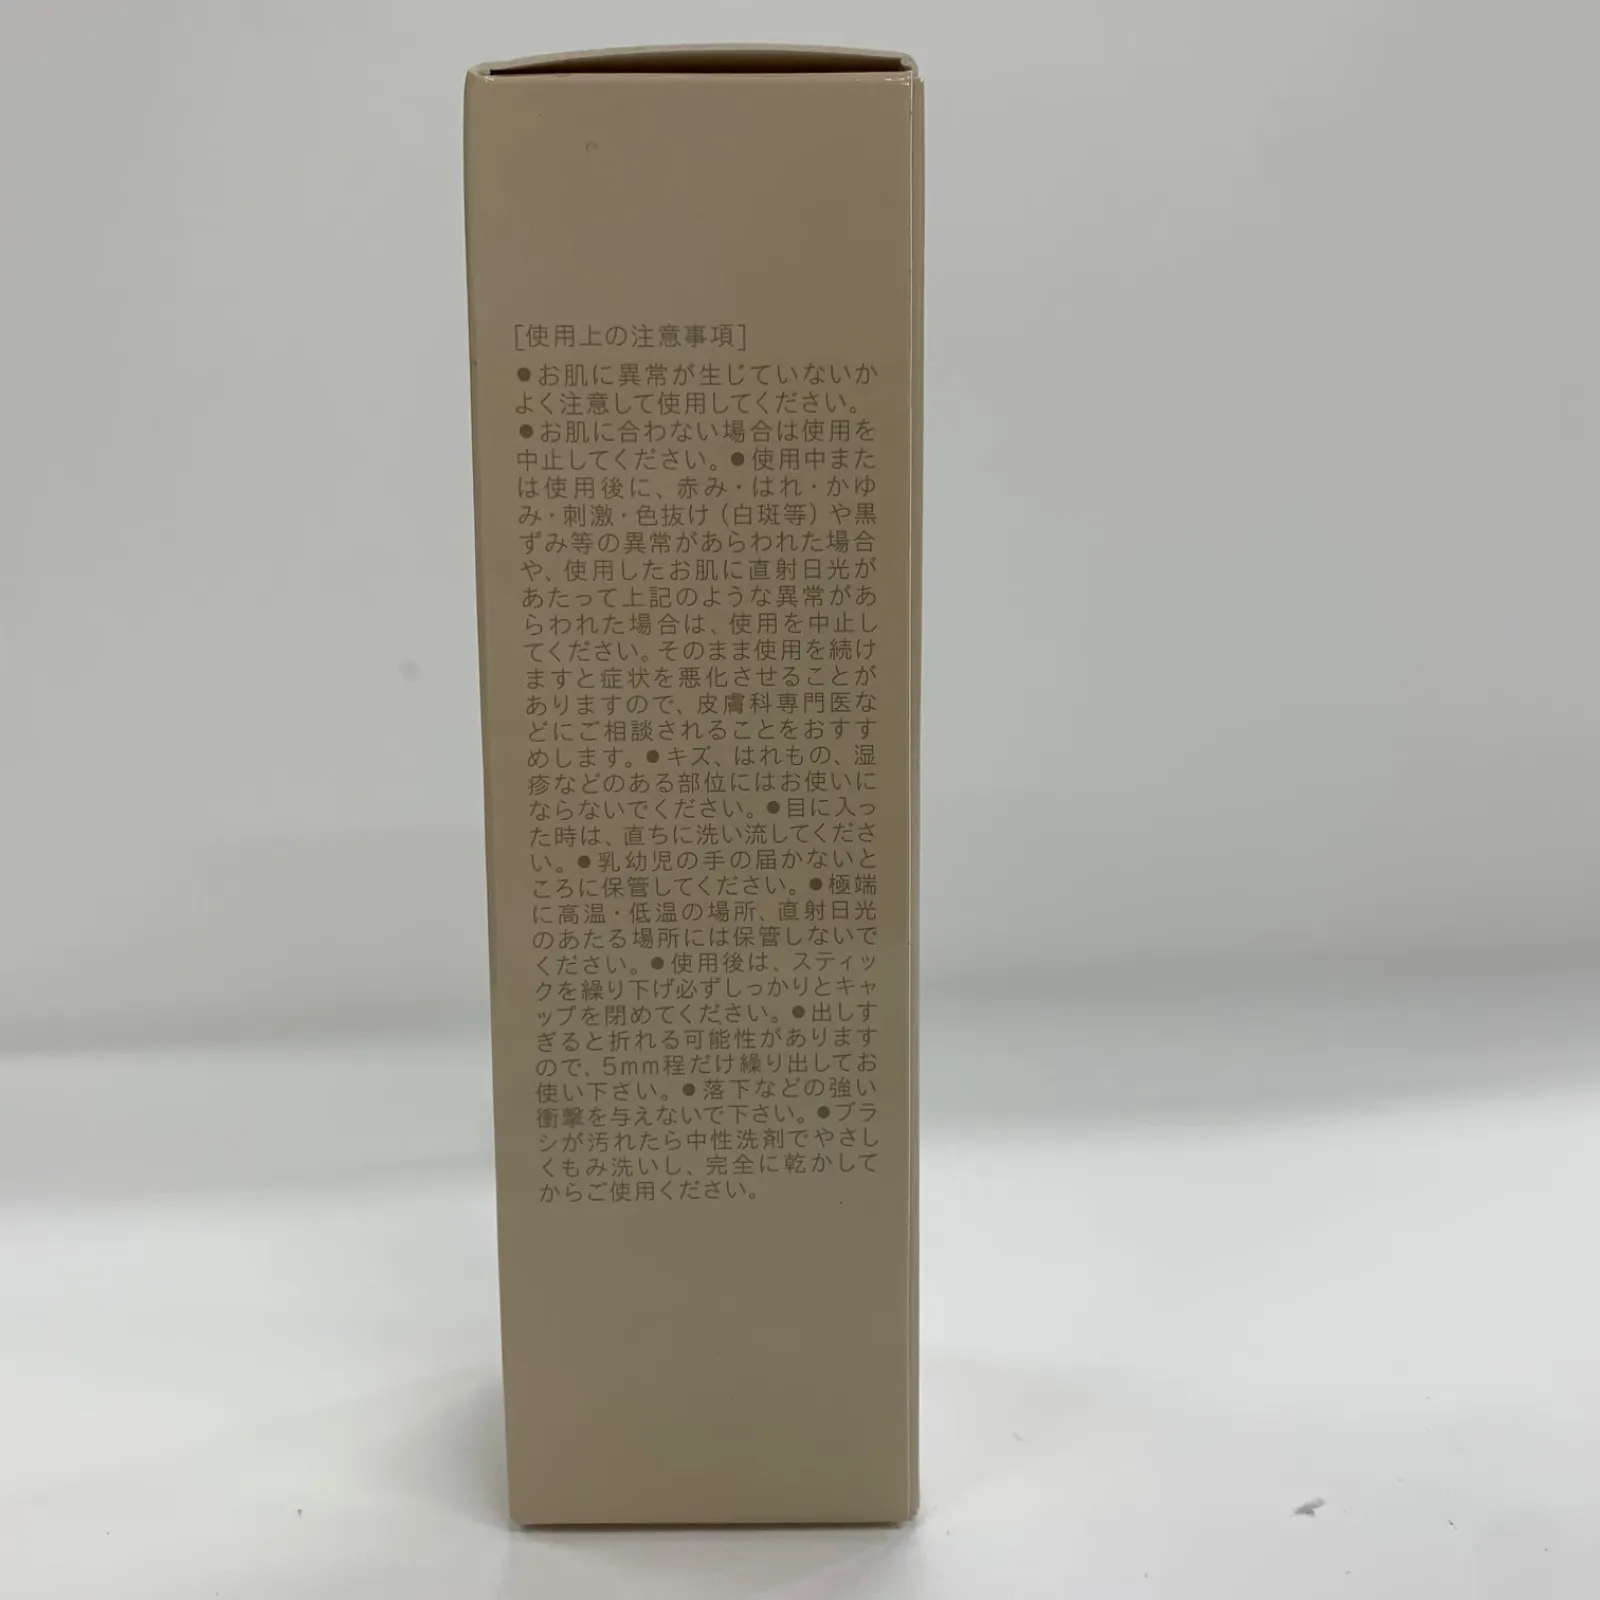 [使用上の注意事項]
●お肌に異常が生じていないか
よく注意して使用してください。
●お肌に合わない場合は使用を
中止してください。●使用中また
は使用後に、赤み・はれ・かゆ
み・刺激・色抜け（白斑等）や黒
ずみ等の異常があらわれた場合
や、使用したお肌に直射日光が
あたって上記のような異常があ
らわれた場合は、使用を中止し
てください。そのまま使用を続け
ますと症状を悪化させることが
ありますので、皮膚科専門医な
どにご相談されることをおすす
めします。●キズ、はれもの、湿
疹などのある部位にはお使いに
ならないでください。●目に入っ
た時は、直ちに洗い流してくださ
い。●乳幼児の手の届かないと
ころに保管してください。●極端
に高温・低温の場所、直射日光
のあたる場所には保管しないで
ください。●使用後は、スティッ
クを繰り下げ必ずしっかりとキャ
ップを閉めてください。●出しす
ぎると折れる可能性があります
ので、5mm程だけ繰り出してお
使い下さい。●落下などの強い
衝撃を与えないで下さい。●ブラ
シが汚れたら中性洗剤でやさし
くもみ洗いし、完全に乾かして
からご使用ください。